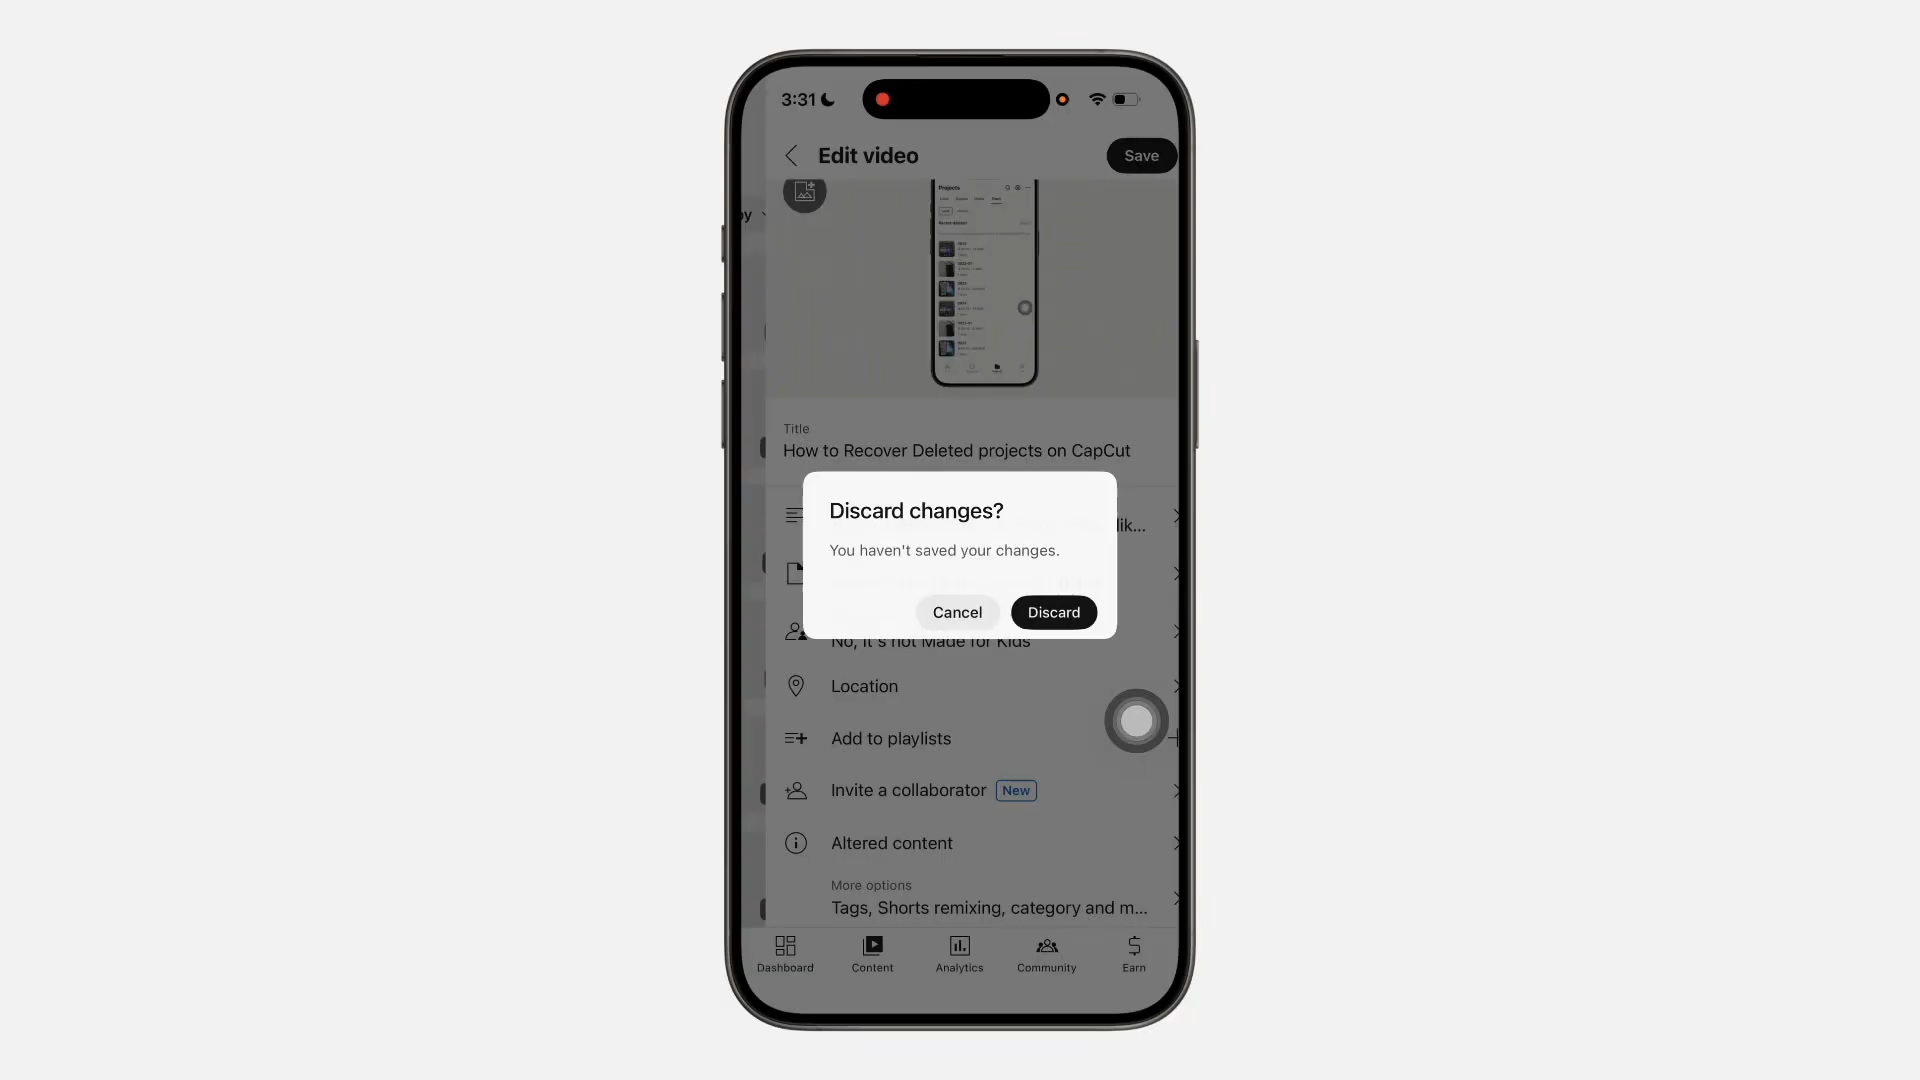 3:31
Edit video
Save
Projects
Title
How to Recover Deleted projects on CapCut
Discard changes?
lik...
You haven't saved your changes.
Cancel
Discard
No, it's not Made for Kids
Location
Add to playlists
Invite a collaborator New
Altered content
More options
Tags, Shorts remixing, category and m...
Dashboard
Content
Analytics
Community
Earn